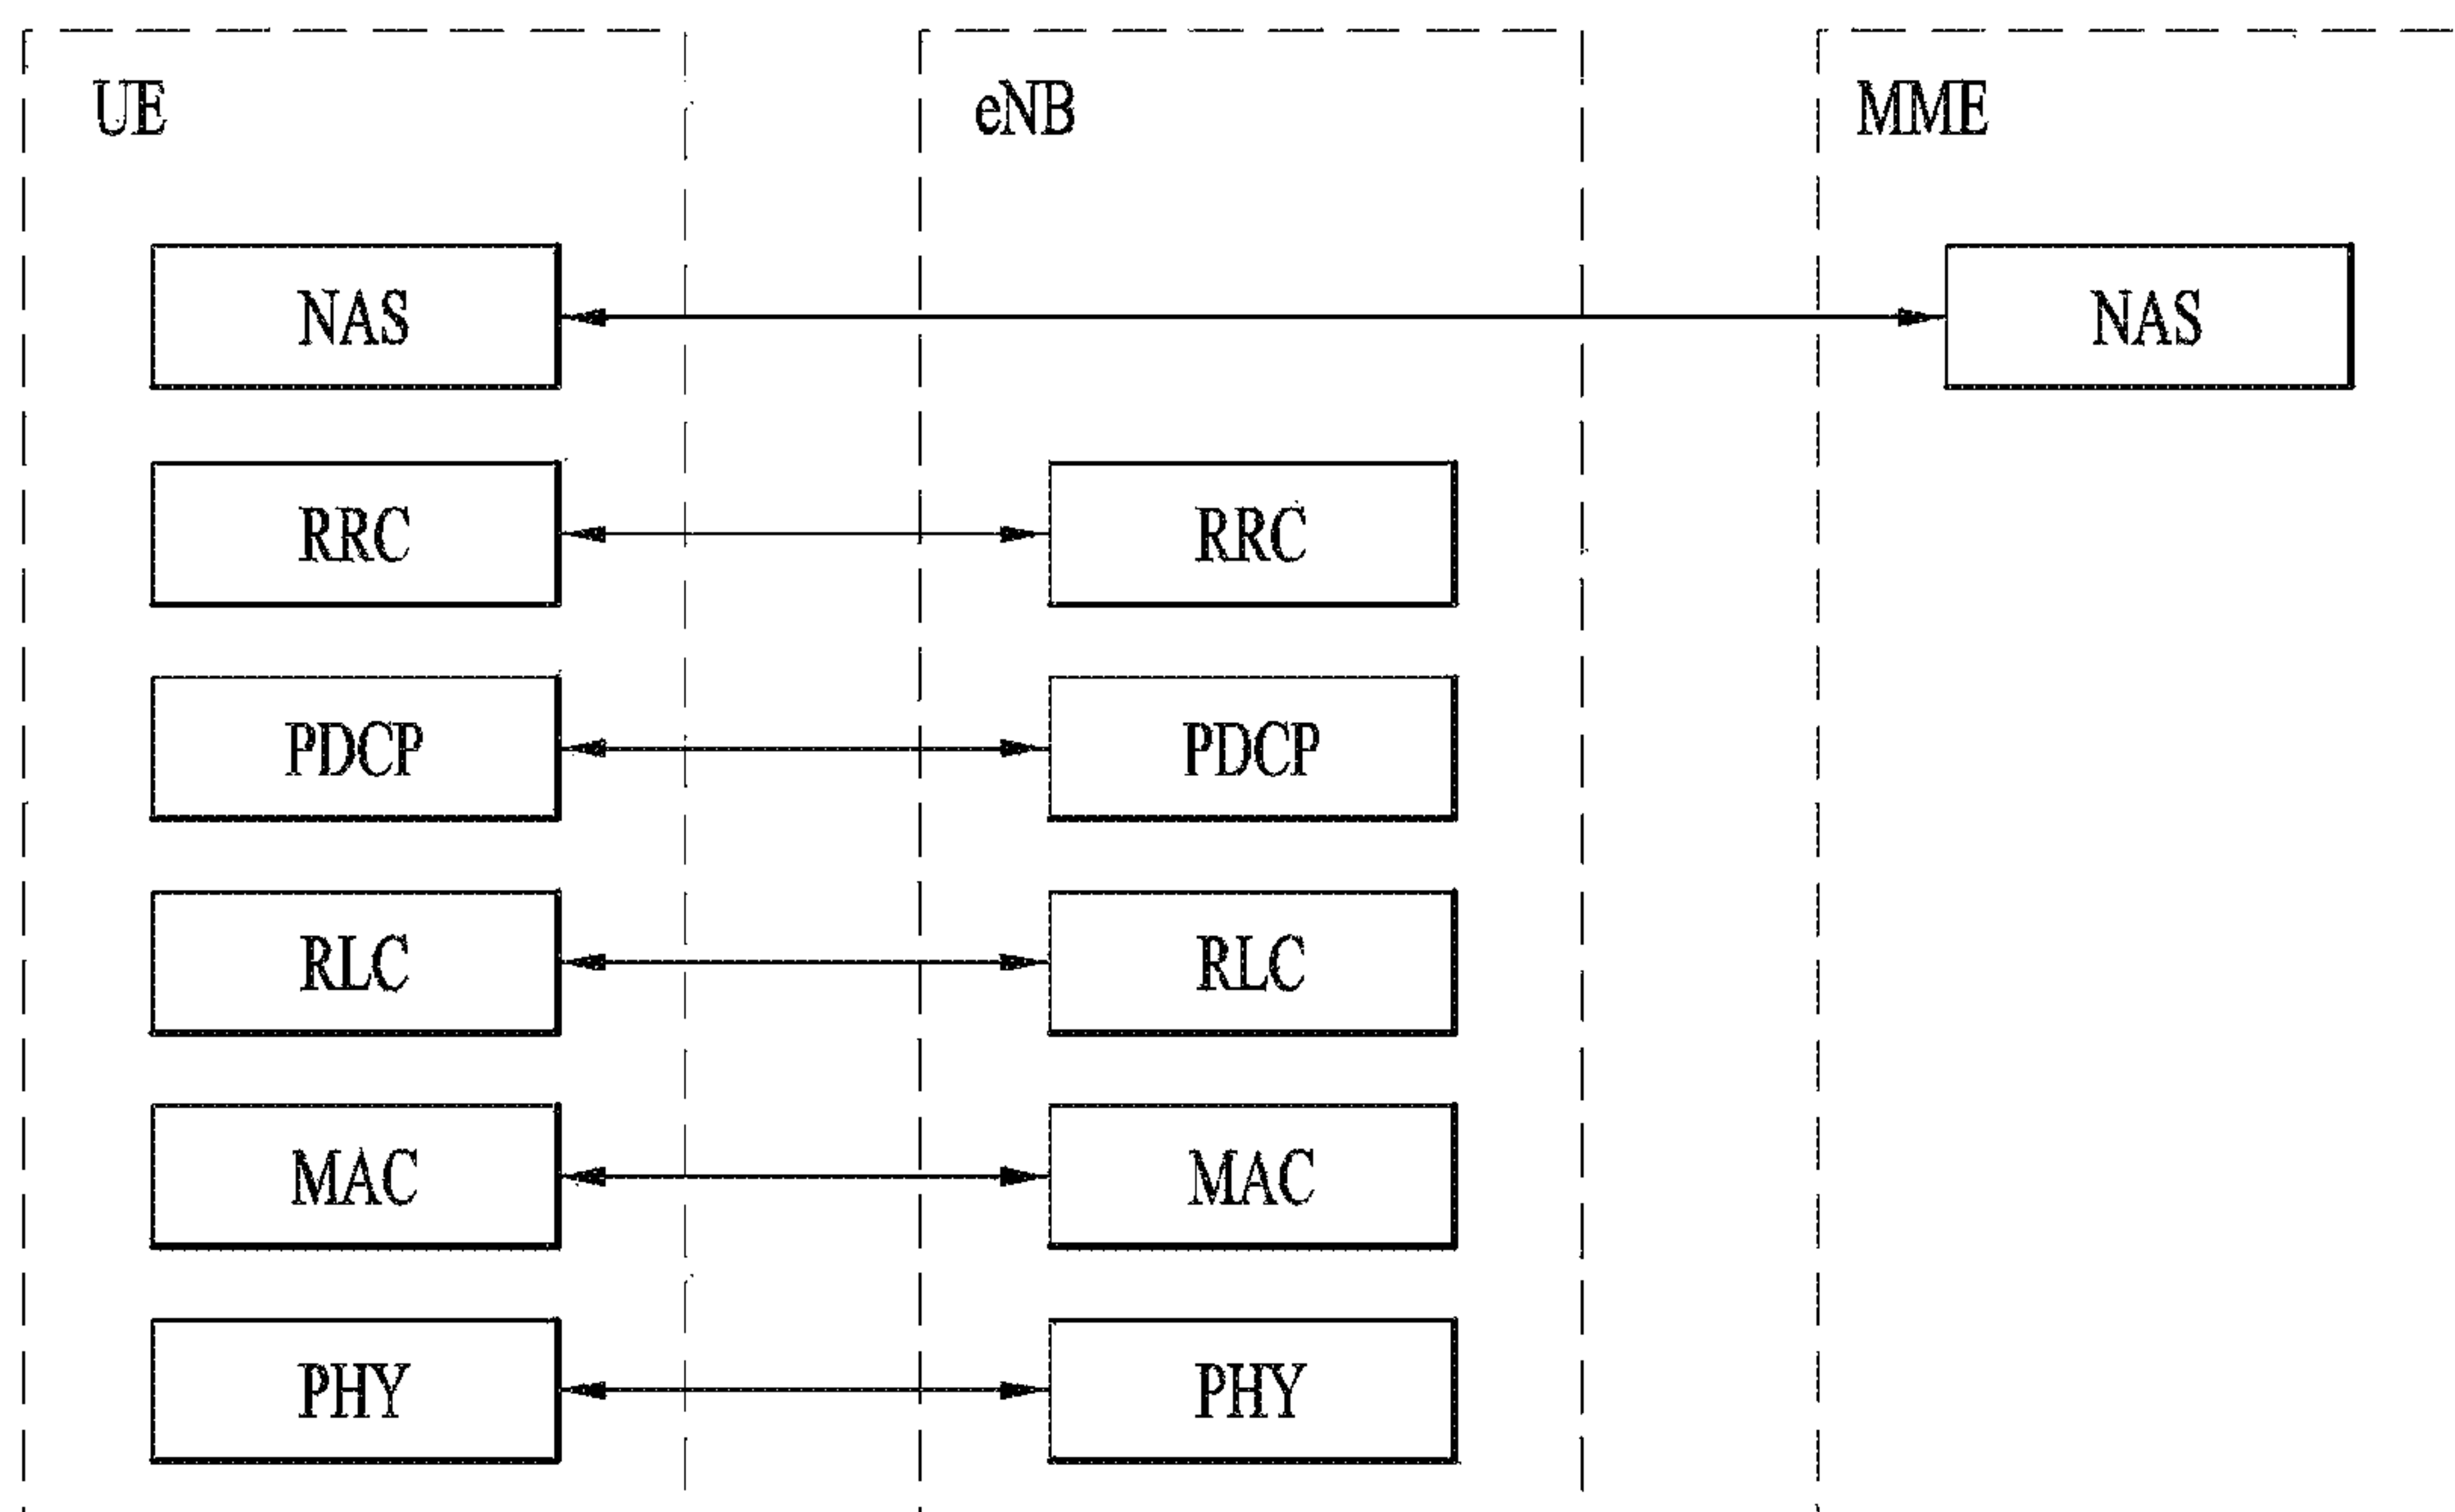 UE eNB MME
NAS NAS
RRC RRC
PDCP PDCP
RLC RLC
MAC MAC
PHY PHY